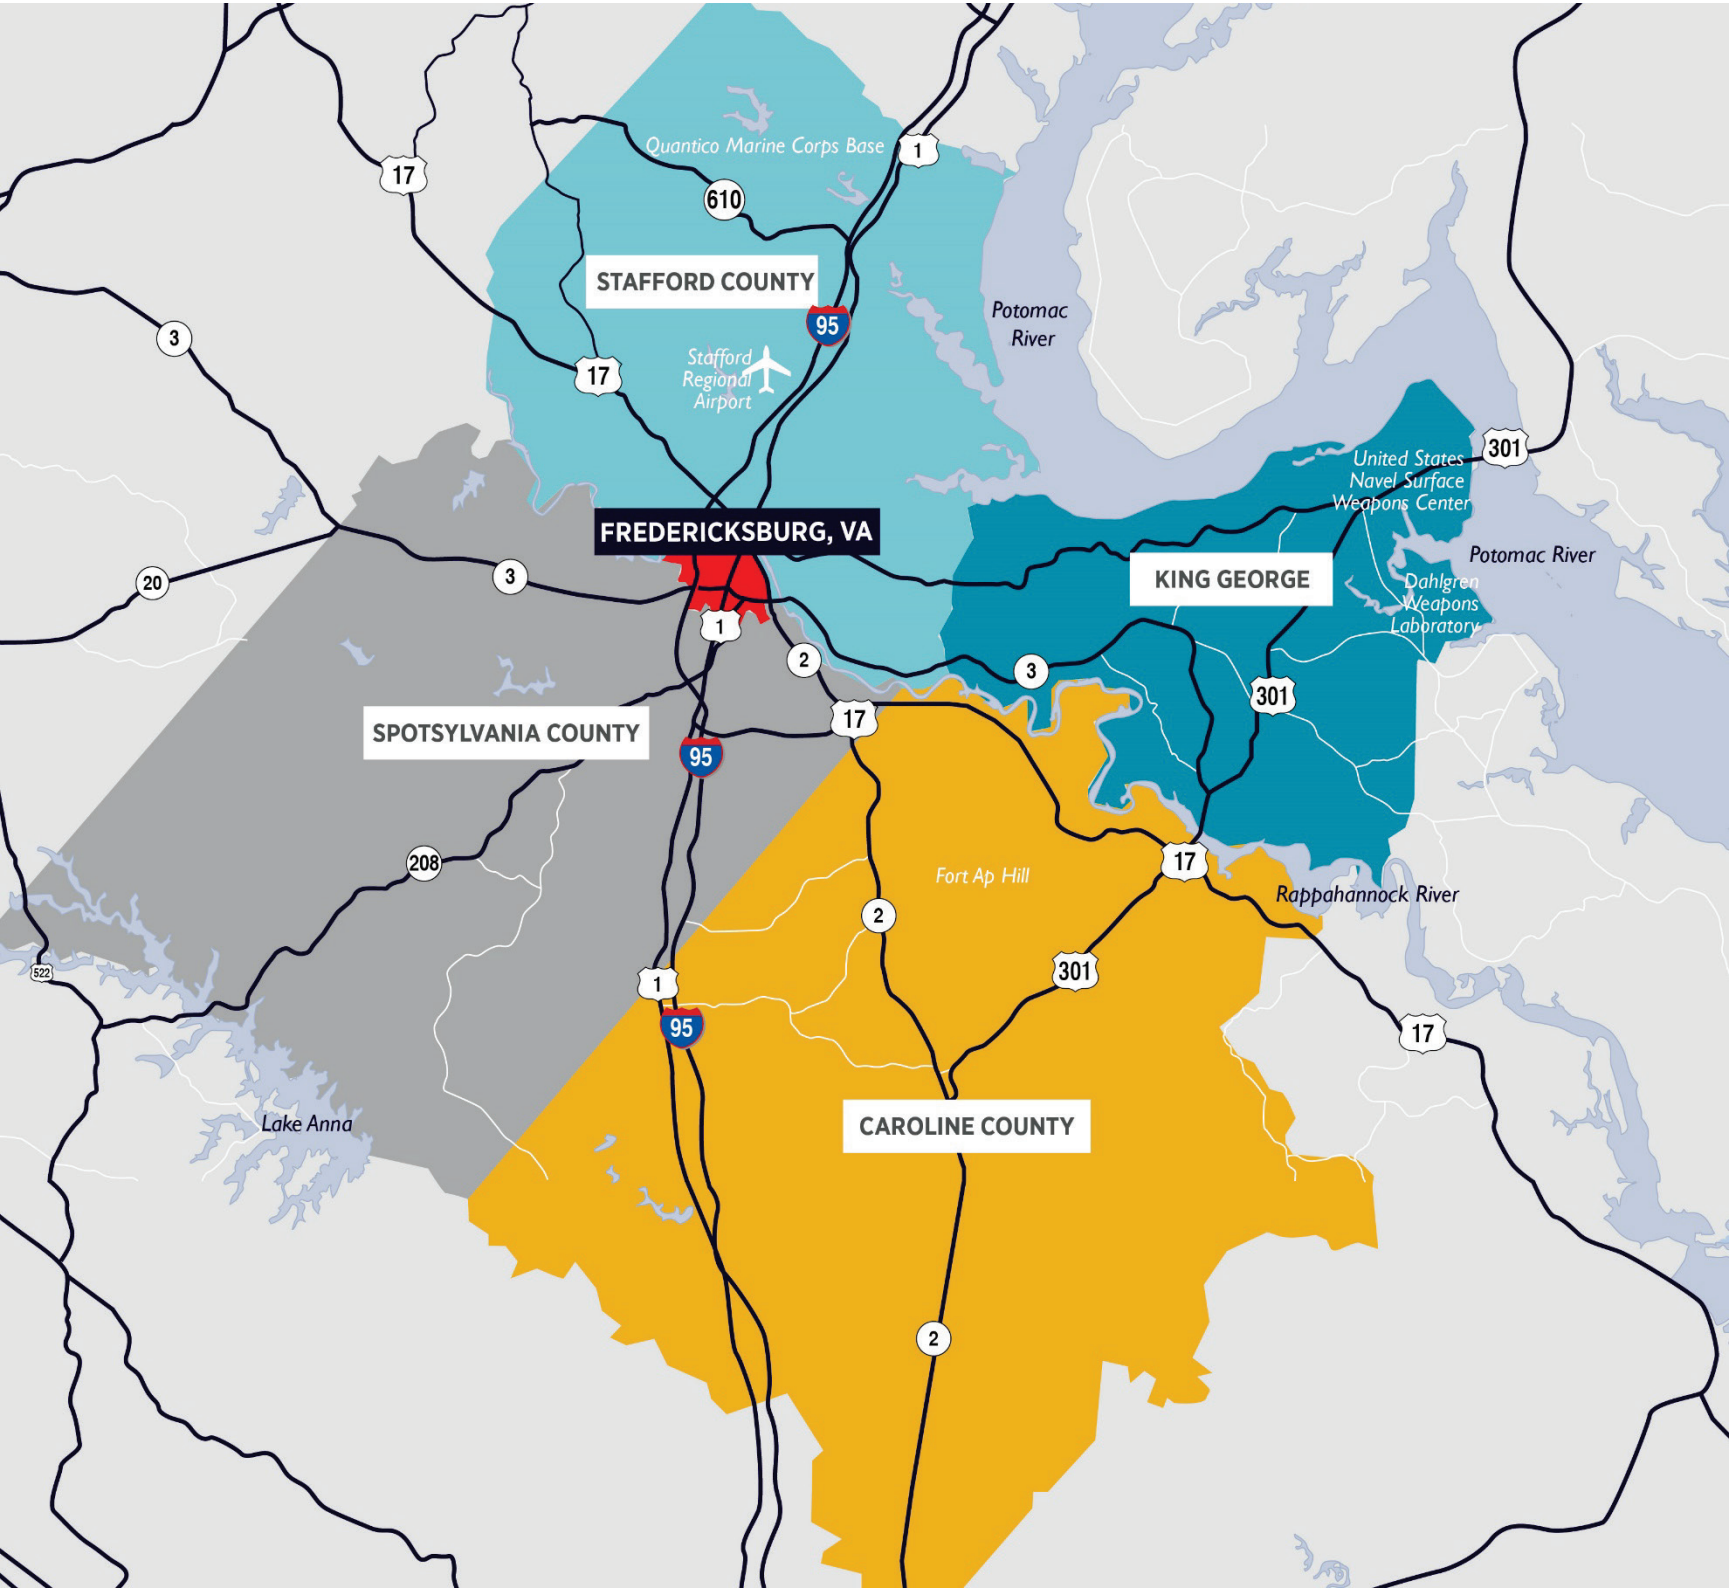 Quantico Marine Corps Base
1
17
610
STAFFORD COUNTY
95
Potomac
River
3
Stafford
Regional
Airport
17
301
United States
Navel Surface
Weapons Center
FREDERICKSBURG, VA
Potomac River
20
3
KING GEORGE
Dahlgren
Weapons
Laboratory
1
2
3
301
17
SPOTSYLVANIA COUNTY
95
208
17
Fort Ap Hill
Rappahannock River
2
522
1
301
95
17
Lake Anna
CAROLINE COUNTY
2